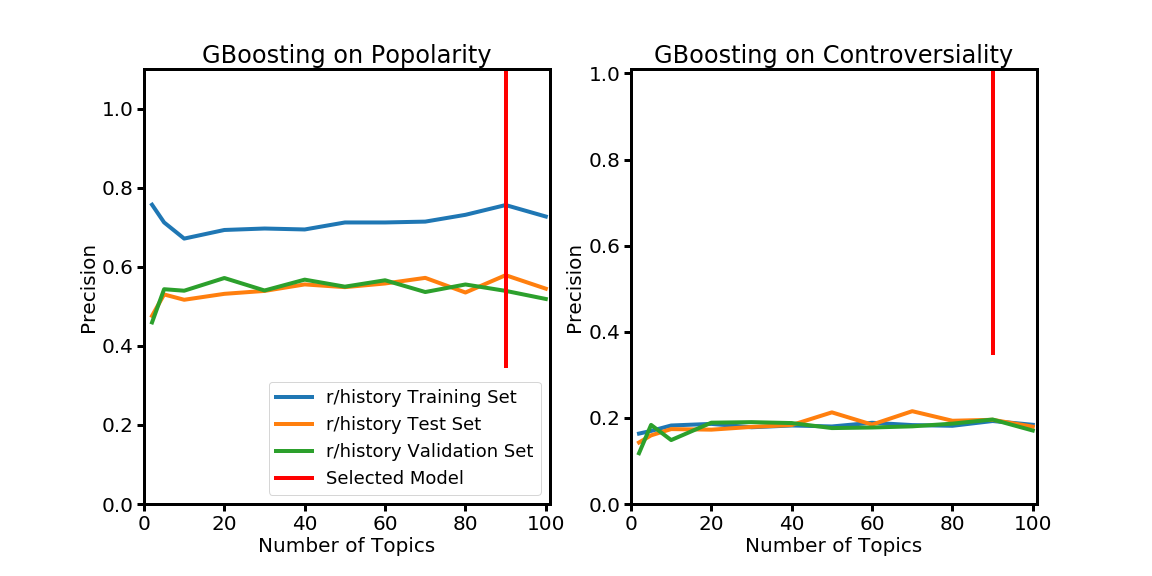 GBoosting on Popolarity
Precision
1.0
0.8
0.6
0.4
0.2
0.0
r/history Training Set
r/history Test Set
r/history Validation Set
Selected Model
0 20 40 60 80 100
Number of Topics
GBoosting on Controversiality
Precision
1.0
0.8
0.6
0.4
0.2
0.0
0 20 40 60 80 100
Number of Topics